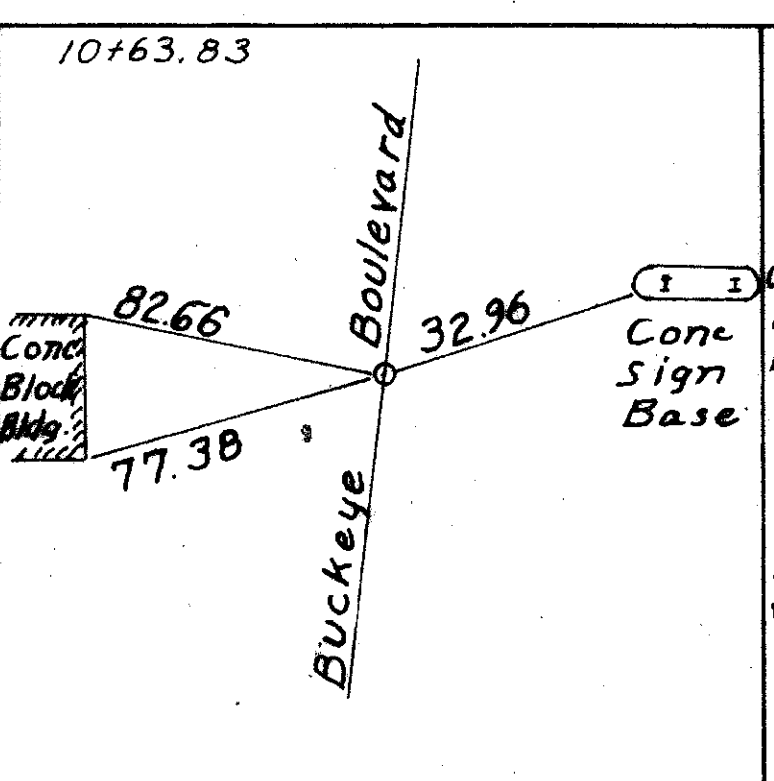 10+63.83
Buckeye Boulevard
82.66
32.96
Conc
Block
Bldg.
77.38
Conc
Sign
Base